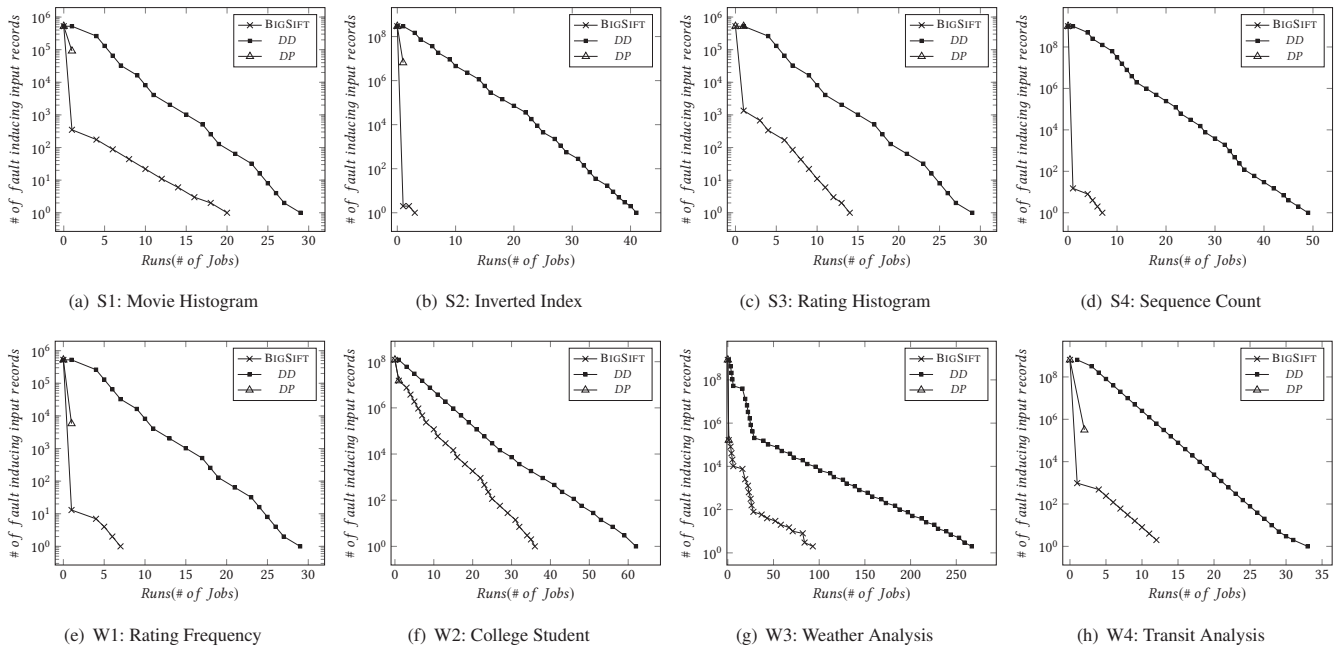 # of fault inducing input records
10^6
10^5
10^4
10^3
10^2
10^1
10^0
0 10 20 30
Runs(# of Jobs)
BIGSIFT
DD
DP
(a) S1: Movie Histogram
# of fault inducing input records
10^8
10^6
10^4
10^2
10^0
0 10 20 30 40
Runs(# of Jobs)
BIGSIFT
DD
DP
(b) S2: Inverted Index
# of fault inducing input records
10^6
10^5
10^4
10^3
10^2
10^1
10^0
0 10 20 30
Runs(# of Jobs)
BIGSIFT
DD
DP
(c) S3: Rating Histogram
# of fault inducing input records
10^8
10^6
10^4
10^2
10^0
0 10 20 30 40 50
Runs(# of Jobs)
BIGSIFT
DD
DP
(d) S4: Sequence Count
# of fault inducing input records
10^6
10^5
10^4
10^3
10^2
10^1
10^0
0 10 20 30
Runs(# of Jobs)
BIGSIFT
DD
DP
(e) W1: Rating Frequency
# of fault inducing input records
10^8
10^6
10^4
10^2
10^0
0 20 40 60
Runs(# of Jobs)
BIGSIFT
DD
DP
(f) W2: College Student
# of fault inducing input records
10^8
10^6
10^4
10^2
10^0
0 50 100 150 200 250
Runs(# of Jobs)
BIGSIFT
DD
DP
(g) W3: Weather Analysis
# of fault inducing input records
10^8
10^6
10^4
10^2
10^0
0 5 10 15 20 25 30 35
Runs(# of Jobs)
BIGSIFT
DD
DP
(h) W4: Transit Analysis